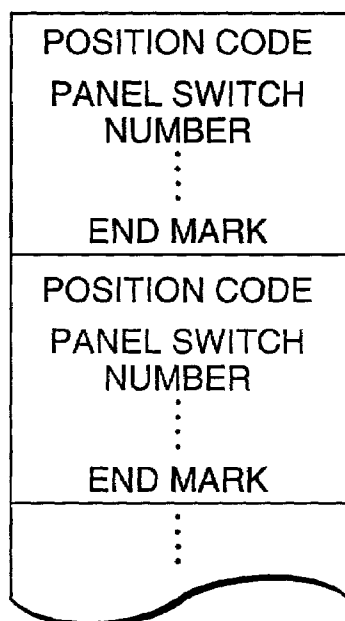 POSITION CODE
PANEL SWITCH
NUMBER
END MARK
POSITION CODE
PANEL SWITCH
NUMBER
END MARK